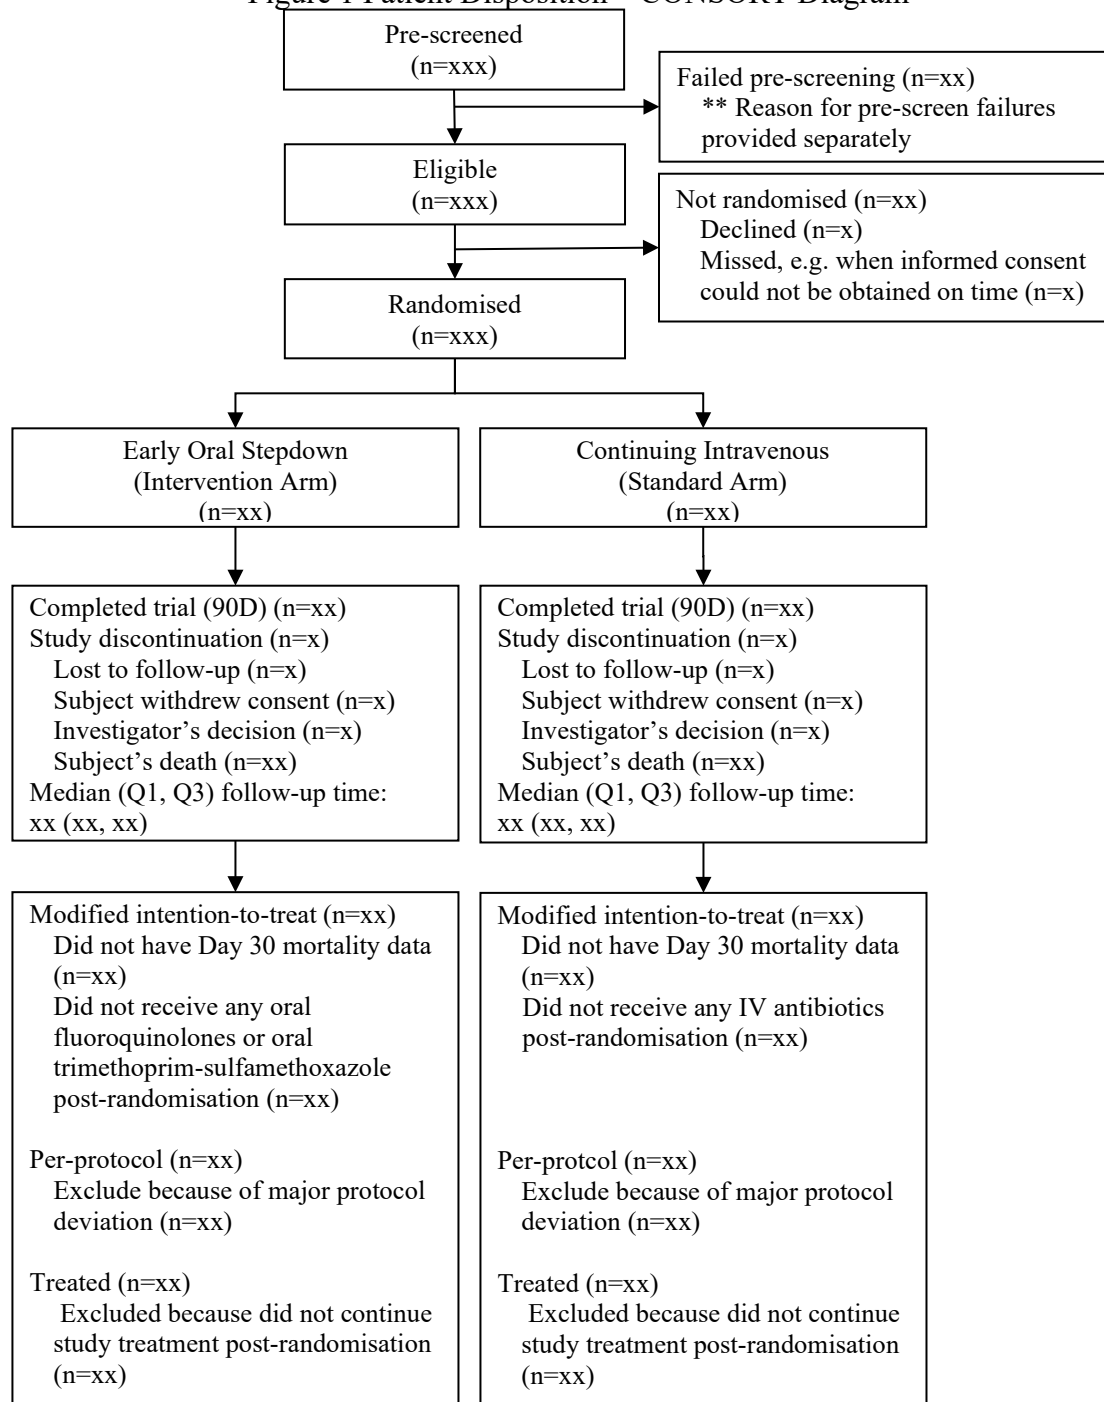 Figure 1 Patient Disposition – CONSORT Diagram
Pre-screened
(n=xxx)
Failed pre-screening (n=xx)
** Reason for pre-screen failures
provided separately
Eligible
(n=xxx)
Not randomised (n=xx)
Declined (n=x)
Missed, e.g. when informed consent
could not be obtained on time (n=x)
Randomised
(n=xxx)
Early Oral Stepdown
(Intervention Arm)
(n=xx)
Continuing Intravenous
(Standard Arm)
(n=xx)
Completed trial (90D) (n=xx)
Study discontinuation (n=x)
Lost to follow-up (n=x)
Subject withdrew consent (n=x)
Investigator’s decision (n=x)
Subject’s death (n=xx)
Median (Q1, Q3) follow-up time:
xx (xx, xx)
Completed trial (90D) (n=xx)
Study discontinuation (n=x)
Lost to follow-up (n=x)
Subject withdrew consent (n=x)
Investigator’s decision (n=x)
Subject’s death (n=xx)
Median (Q1, Q3) follow-up time:
xx (xx, xx)
Modified intention-to-treat (n=xx)
Did not have Day 30 mortality data
(n=xx)
Did not receive any oral
fluoroquinolones or oral
trimethoprim-sulfamethoxazole
post-randomisation (n=xx)
Per-protocol (n=xx)
Exclude because of major protocol
deviation (n=xx)
Treated (n=xx)
Excluded because did not continue
study treatment post-randomisation
(n=xx)
Modified intention-to-treat (n=xx)
Did not have Day 30 mortality data
(n=xx)
Did not receive any IV antibiotics
post-randomisation (n=xx)
Per-protcol (n=xx)
Exclude because of major protocol
deviation (n=xx)
Treated (n=xx)
Excluded because did not continue
study treatment post-randomisation
(n=xx)